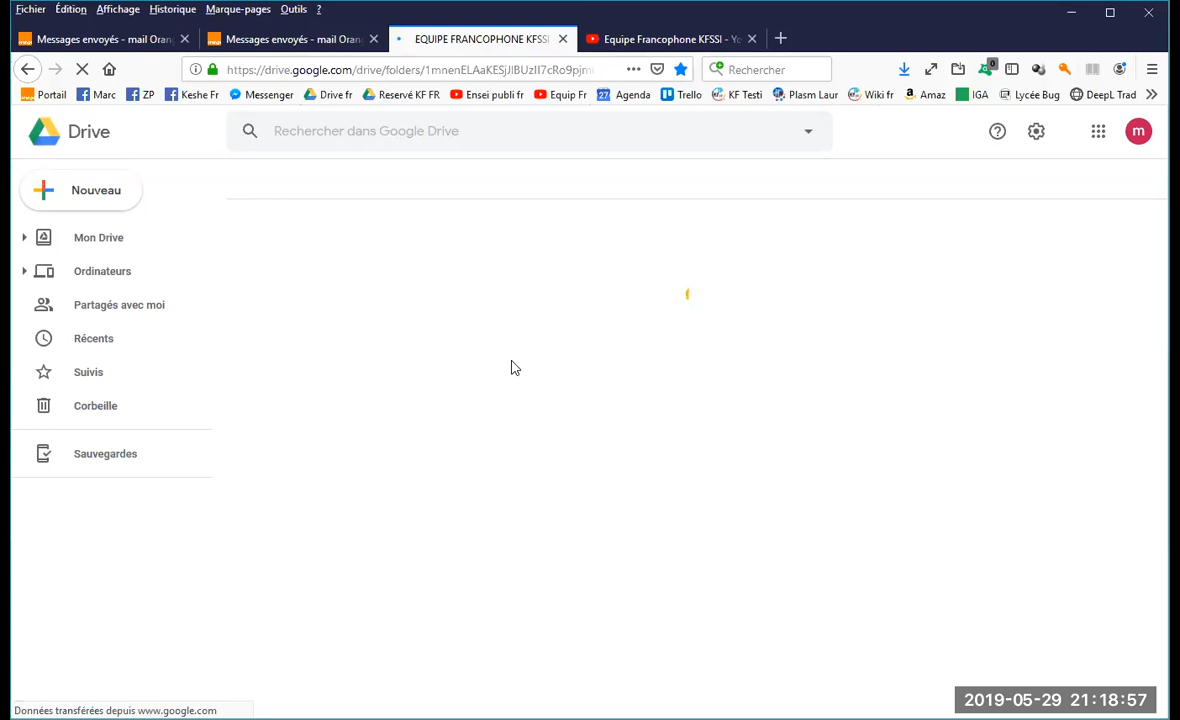 Fichier Édition Affichage Historique Marque-pages Outils ?
Messages envoyés - mail Oran
Messages envoyés - mail Oran
EQUIPE FRANCOPHONE KFSSI
Equipe Francophone KFSSI - Yo
https://drive.google.com/drive/folders/
Rechercher
Portail Marc ZP Keshe Fr Messenger Drive fr Reservé KF FR Ensei publi fr Equip Fr Agenda Trello KF Testi Plasm Laur Wiki fr Amaz IGA Lycée Bug DeepL Trad
Drive
Rechercher dans Google Drive
m
Nouveau
Mon Drive
Ordinateurs
Partagés avec moi
Récents
Suivis
Corbeille
Sauvegardes
Données transférées depuis www.google.com
2019-05-29 21:18:57